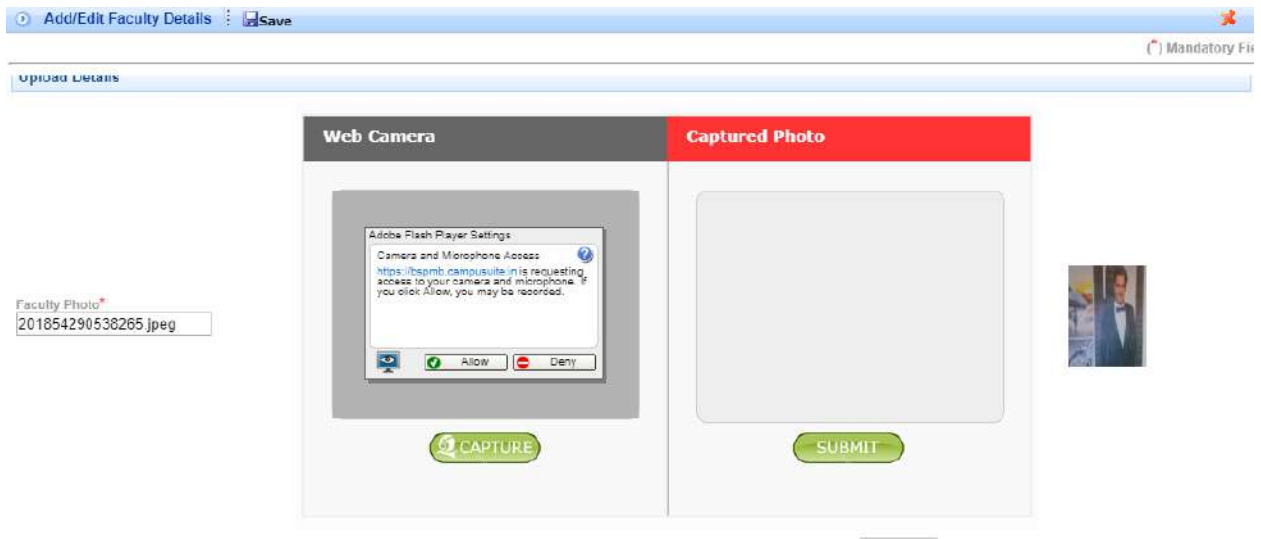 Add/Edit Faculty Details Save
(*) Mandatory Fie
Upload Details
Web Camera
Captured Photo
Adobe Flash Player Settings
Camera and Microphone Access
https://bspmb.campusuite.in is requesting
access to your camera and microphone. If
you click Allow, you may be recorded.
Allow
Deny
Faculty Photo*
201854290538265.jpeg
CAPTURE
SUBMIT